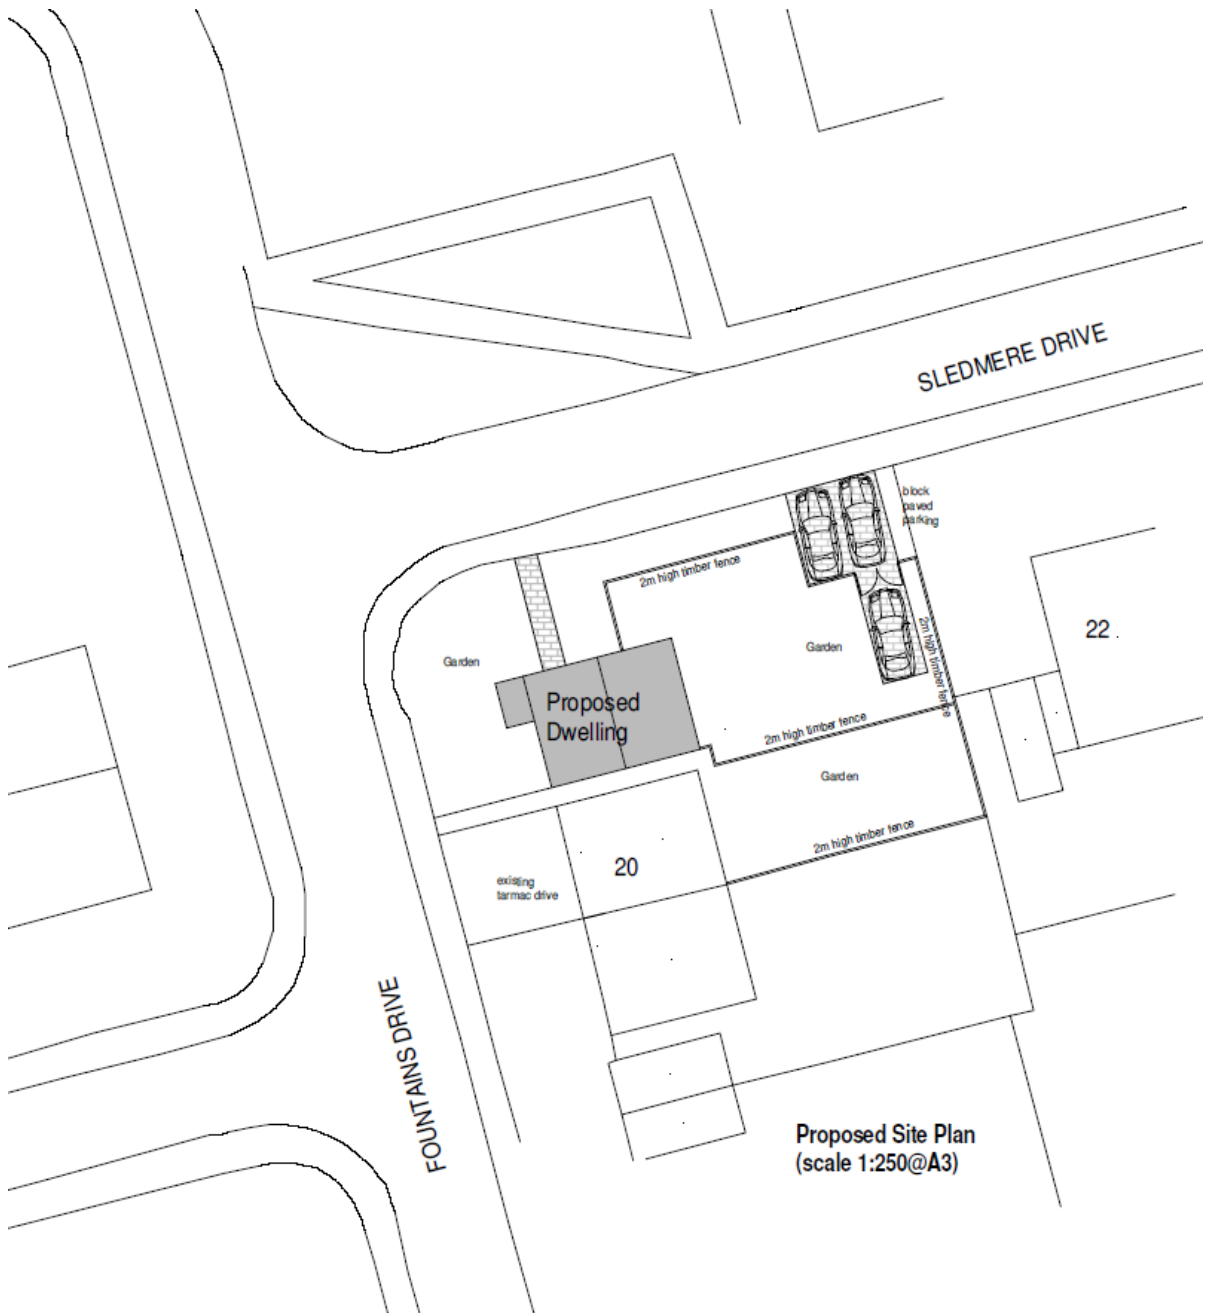 SLEDMERE DRIVE
block
paved
parking
2m high timber fence
22
2m high timber fence
Garden
Garden
Proposed
Dwelling
2m high timber fence
Garden
2m high timber fence
20
existing
tarmac drive
FOUNTAINS DRIVE
Proposed Site Plan
(scale 1:250@A3)